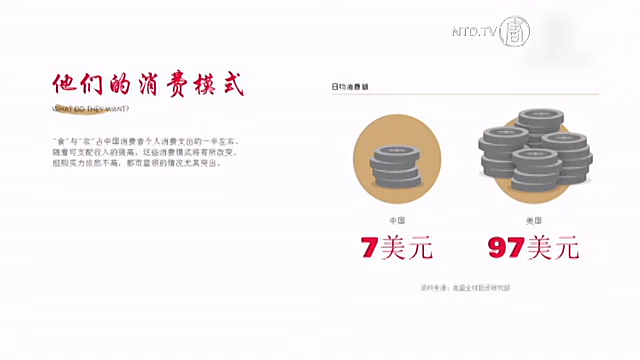 NTD.TV
他们的消费模式
WHAT DO THEY WANT?
日均消费额
“食”与“衣”占中国消费者个人消费支出的一半左右。
随着可支配收入的提高，这些消费模式将有所改变。
但购买力依然不高，都市蓝领的情况尤其突出。
中国
美国
7美元
97美元
资料来源：高盛全球投资研究部